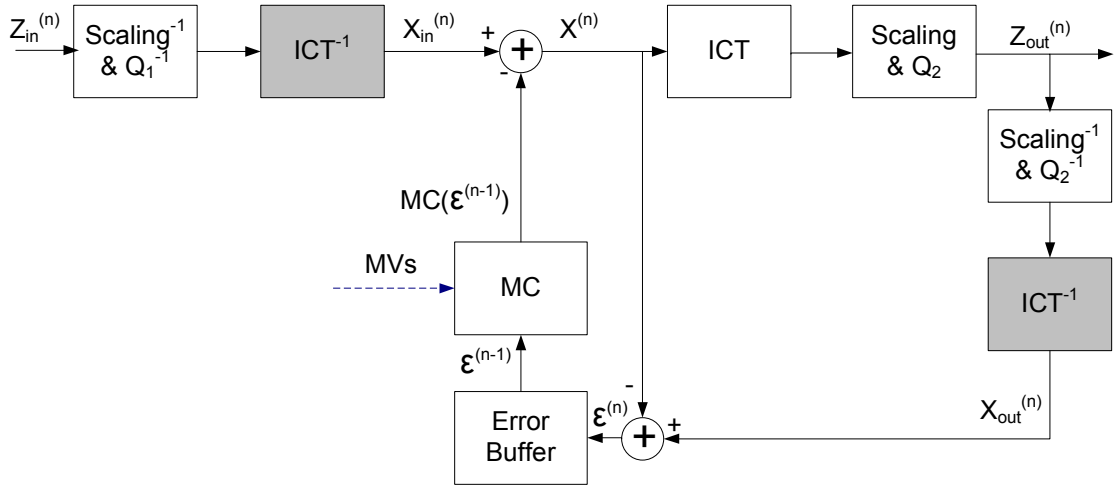 Z_in^(n)
Scaling^-1
& Q_1^-1
ICT^-1
X_in^(n)
+
-
+
X^(n)
ICT
Scaling
& Q_2
Z_out^(n)
Scaling^-1
& Q_2^-1
MC(ε^(n-1))
MVs
MC
ICT^-1
ε^(n-1)
Error
Buffer
ε^(n)
-
+
+
X_out^(n)